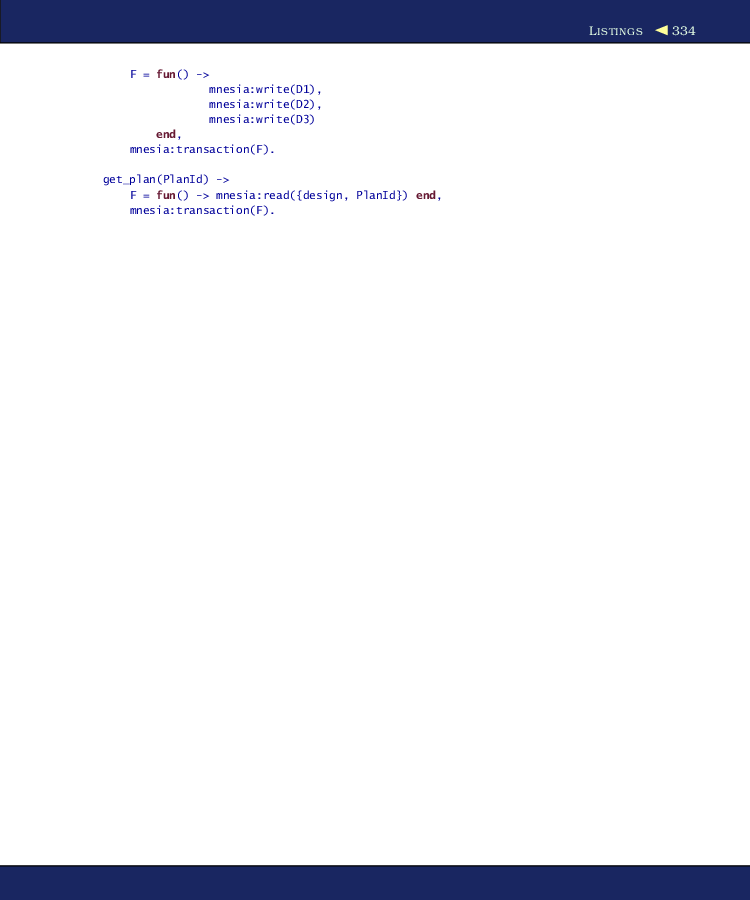 LISTINGS ◀ 334
F = fun() ->
mnesia:write(D1),
mnesia:write(D2),
mnesia:write(D3)
end,
mnesia:transaction(F).
get_plan(PlanId) ->
F = fun() -> mnesia:read({design, PlanId}) end,
mnesia:transaction(F).